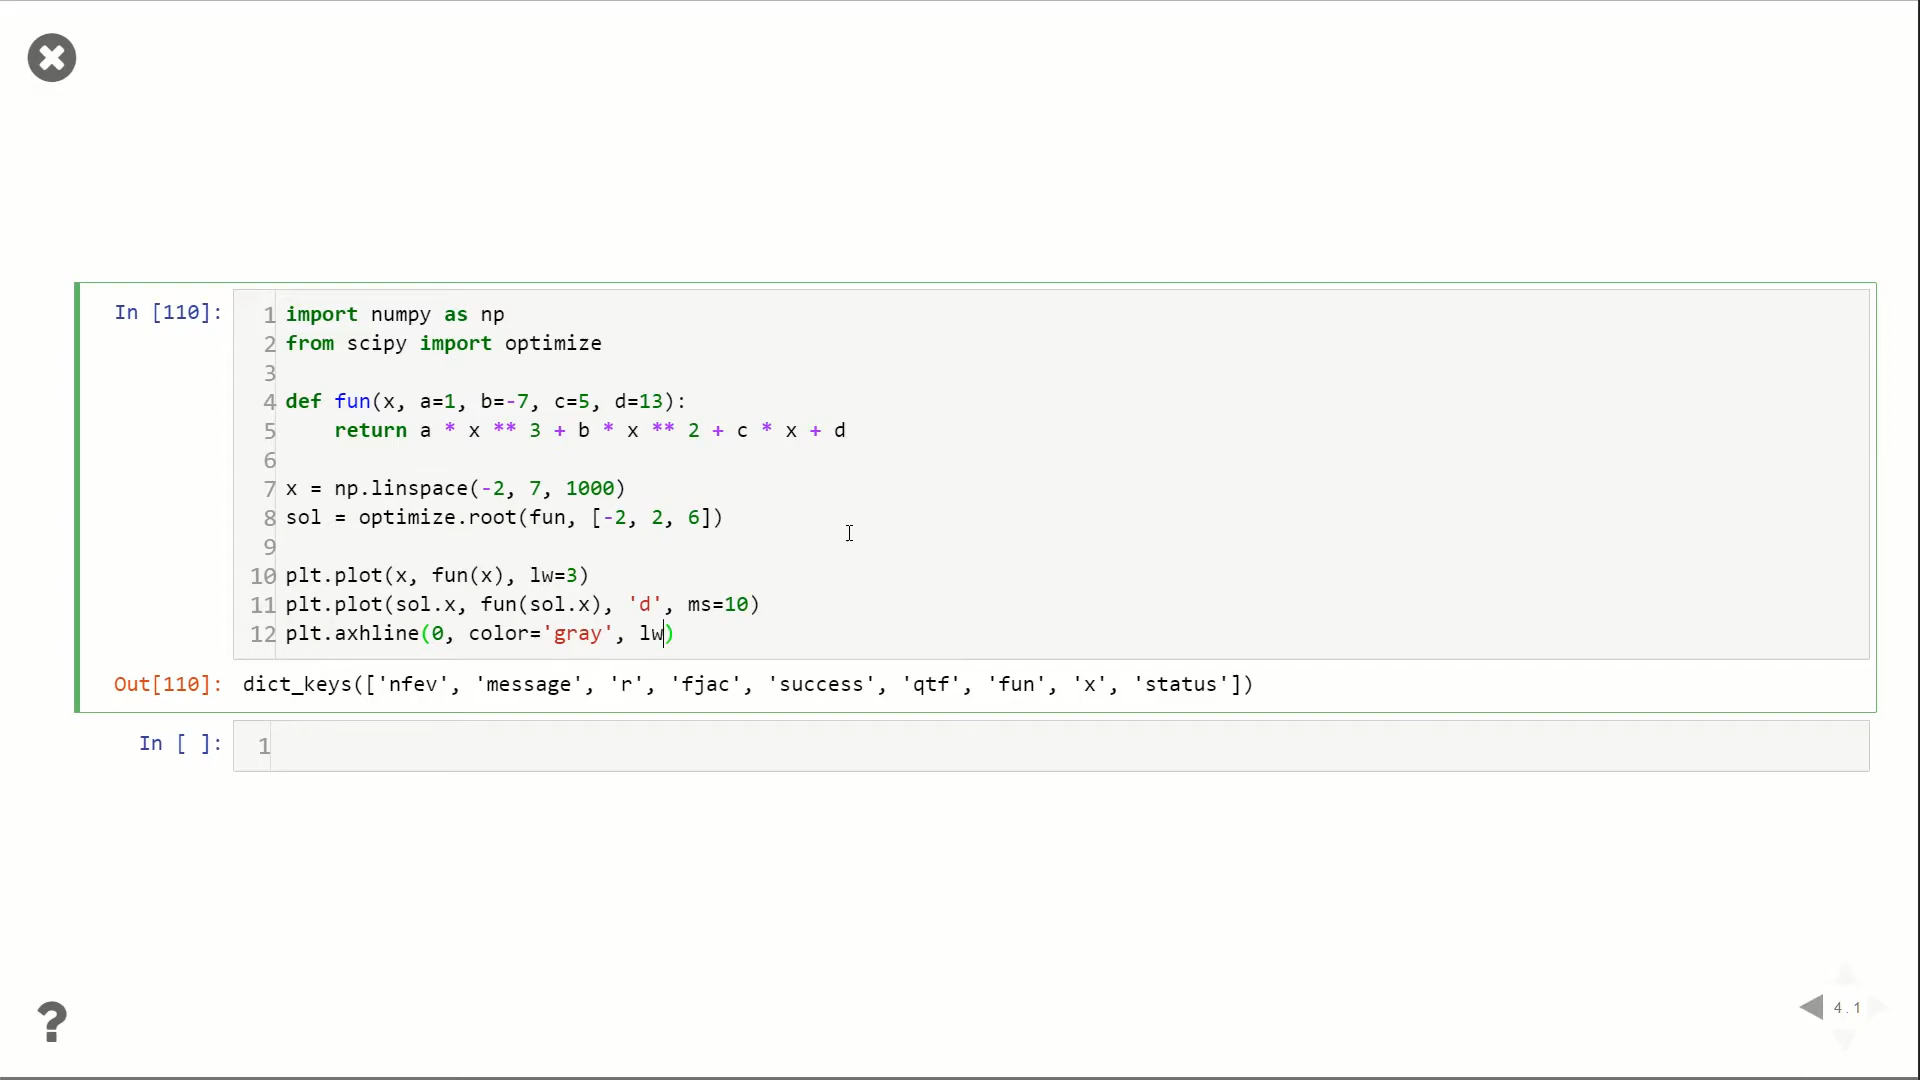 In [110]:
1 import numpy as np
2 from scipy import optimize
3
4 def fun(x, a=1, b=-7, c=5, d=13):
5     return a * x ** 3 + b * x ** 2 + c * x + d
6
7 x = np.linspace(-2, 7, 1000)
8 sol = optimize.root(fun, [-2, 2, 6])
9
10 plt.plot(x, fun(x), lw=3)
11 plt.plot(sol.x, fun(sol.x), 'd', ms=10)
12 plt.axhline(0, color='gray', lw)
Out[110]: dict_keys(['nfev', 'message', 'r', 'fjac', 'success', 'qtf', 'fun', 'x', 'status'])
In [ ]: 1
?
4.1